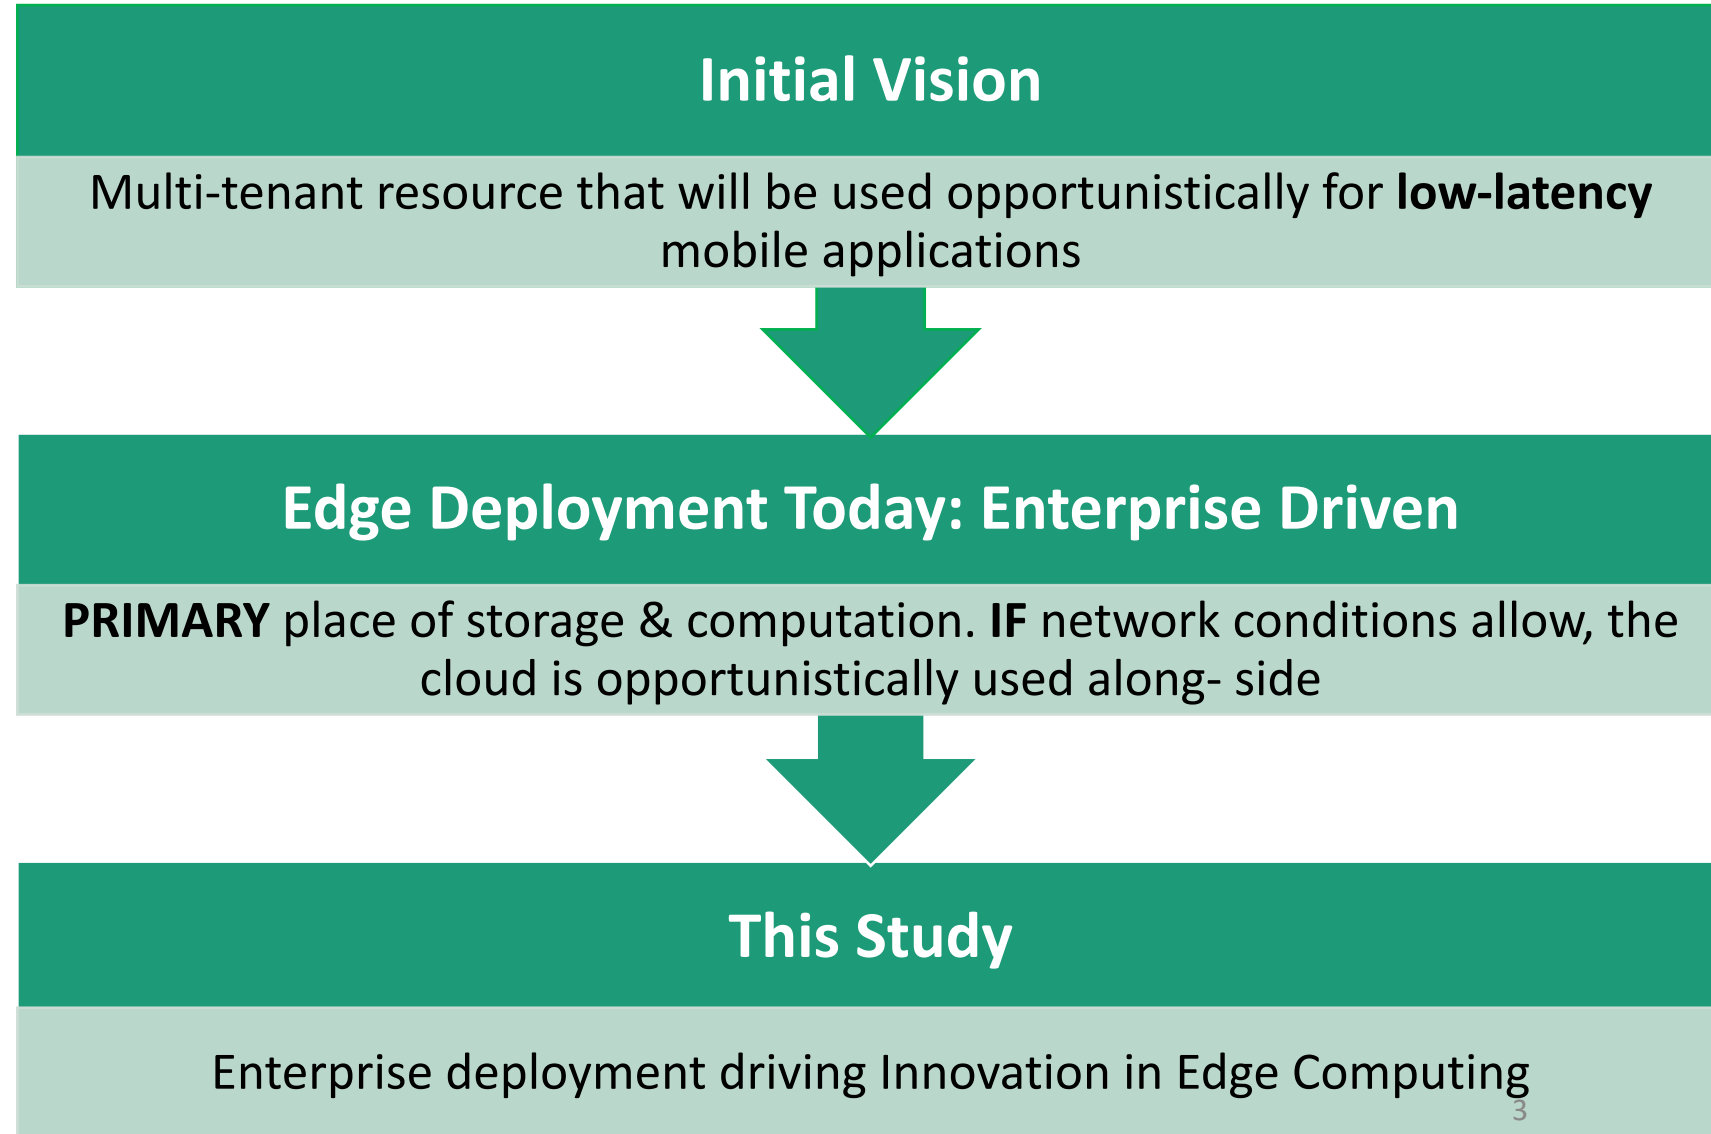 Initial Vision
Multi-tenant resource that will be used opportunistically for low-latency
mobile applications
Edge Deployment Today: Enterprise Driven
PRIMARY place of storage & computation. IF network conditions allow, the
cloud is opportunistically used along- side
This Study
Enterprise deployment driving Innovation in Edge Computing
3